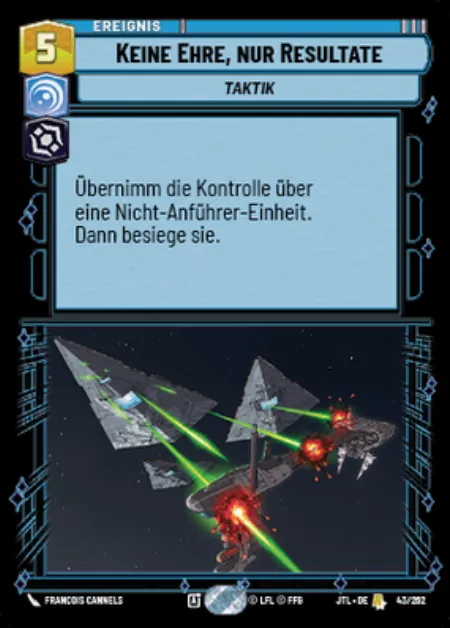 EREIGNIS
5
KEINE EHRE, NUR RESULTATE
TAKTIK
Übernimm die Kontrolle über
eine Nicht-Anführer-Einheit.
Dann besiege sie.
FRANCOIS CANNELS
A
© LFL © FFG
JTL • DE
43/262